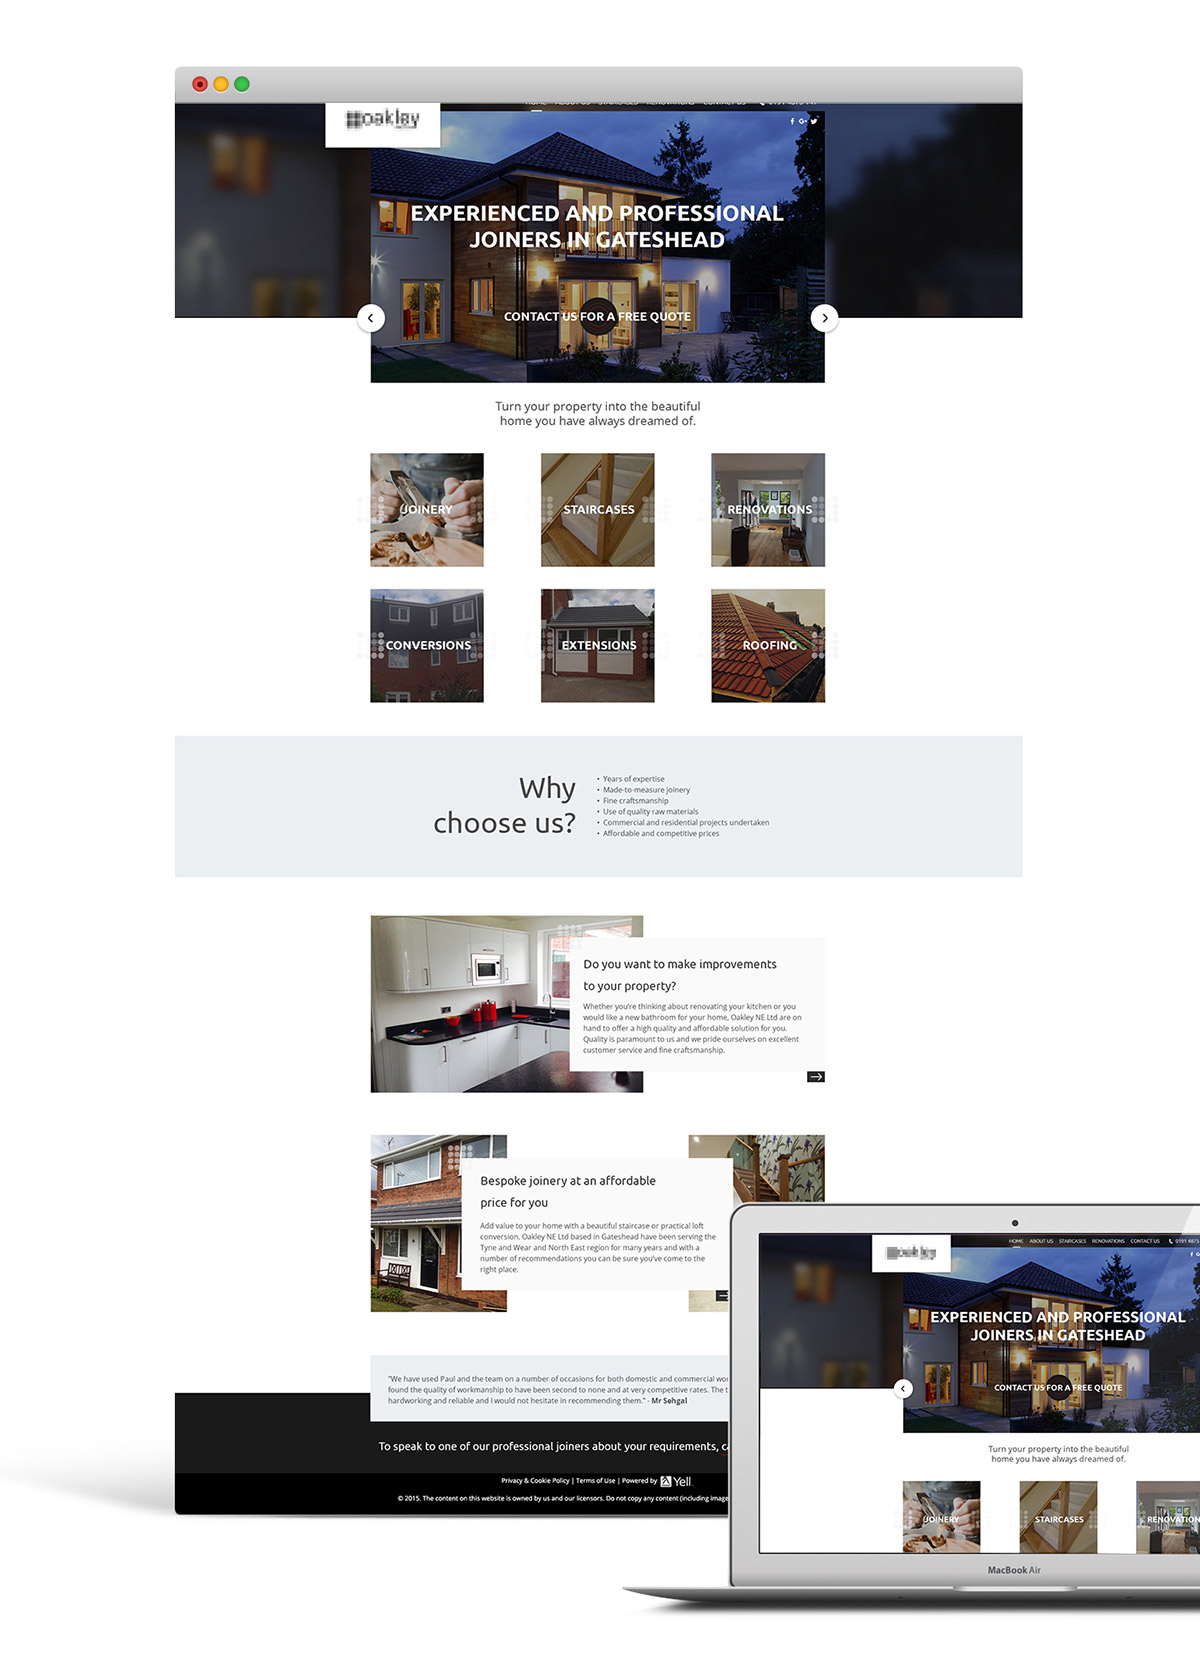 oakley
HOME ABOUT US STAIRCASES RENOVATIONS CONTACT US
EXPERIENCED AND PROFESSIONAL
JOINERS IN GATESHEAD
CONTACT US FOR A FREE QUOTE
Turn your property into the beautiful
home you have always dreamed of.
JOINERY STAIRCASES RENOVATIONS
CONVERSIONS EXTENSIONS ROOFING
Why
choose us?
• Years of expertise
• Made-to-measure joinery
• Fine craftsmanship
• Use of quality raw materials
• Commercial and residential projects undertaken
• Affordable and competitive prices
Do you want to make improvements
to your property?
Whether you're thinking about renovating your kitchen or you
would like a new bathroom for your home, Oakley NE Ltd are on
hand to offer a high quality and affordable solution for you.
Quality is paramount to us and we pride ourselves on excellent
customer service and fine craftsmanship.
Bespoke joinery at an affordable
price for you
Add value to your home with a beautiful staircase or practical loft
conversion. Oakley NE Ltd based in Gateshead have been serving the
Tyne and Wear and North East region for many years and with a
number of recommendations you can be sure you've come to the
right place.
"We have used Paul and the team on a number of occasions for both domestic and commercial wor
found the quality of workmanship to have been second to none and at very competitive rates. The t
hardworking and reliable and I would not hesitate in recommending them." - Mr Sehgal
To speak to one of our professional joiners about your requirements, ca
Privacy & Cookie Policy | Terms of Use | Powered by Yell
© 2015. The content on this website is owned by us and our licensors. Do not copy any content (including image
oakley
HOME ABOUT US STAIRCASES RENOVATIONS CONTACT US 0191 4875
EXPERIENCED AND PROFESSIONAL
JOINERS IN GATESHEAD
CONTACT US FOR A FREE QUOTE
Turn your property into the beautiful
home you have always dreamed of.
JOINERY STAIRCASES RENOVATION
MacBook Air